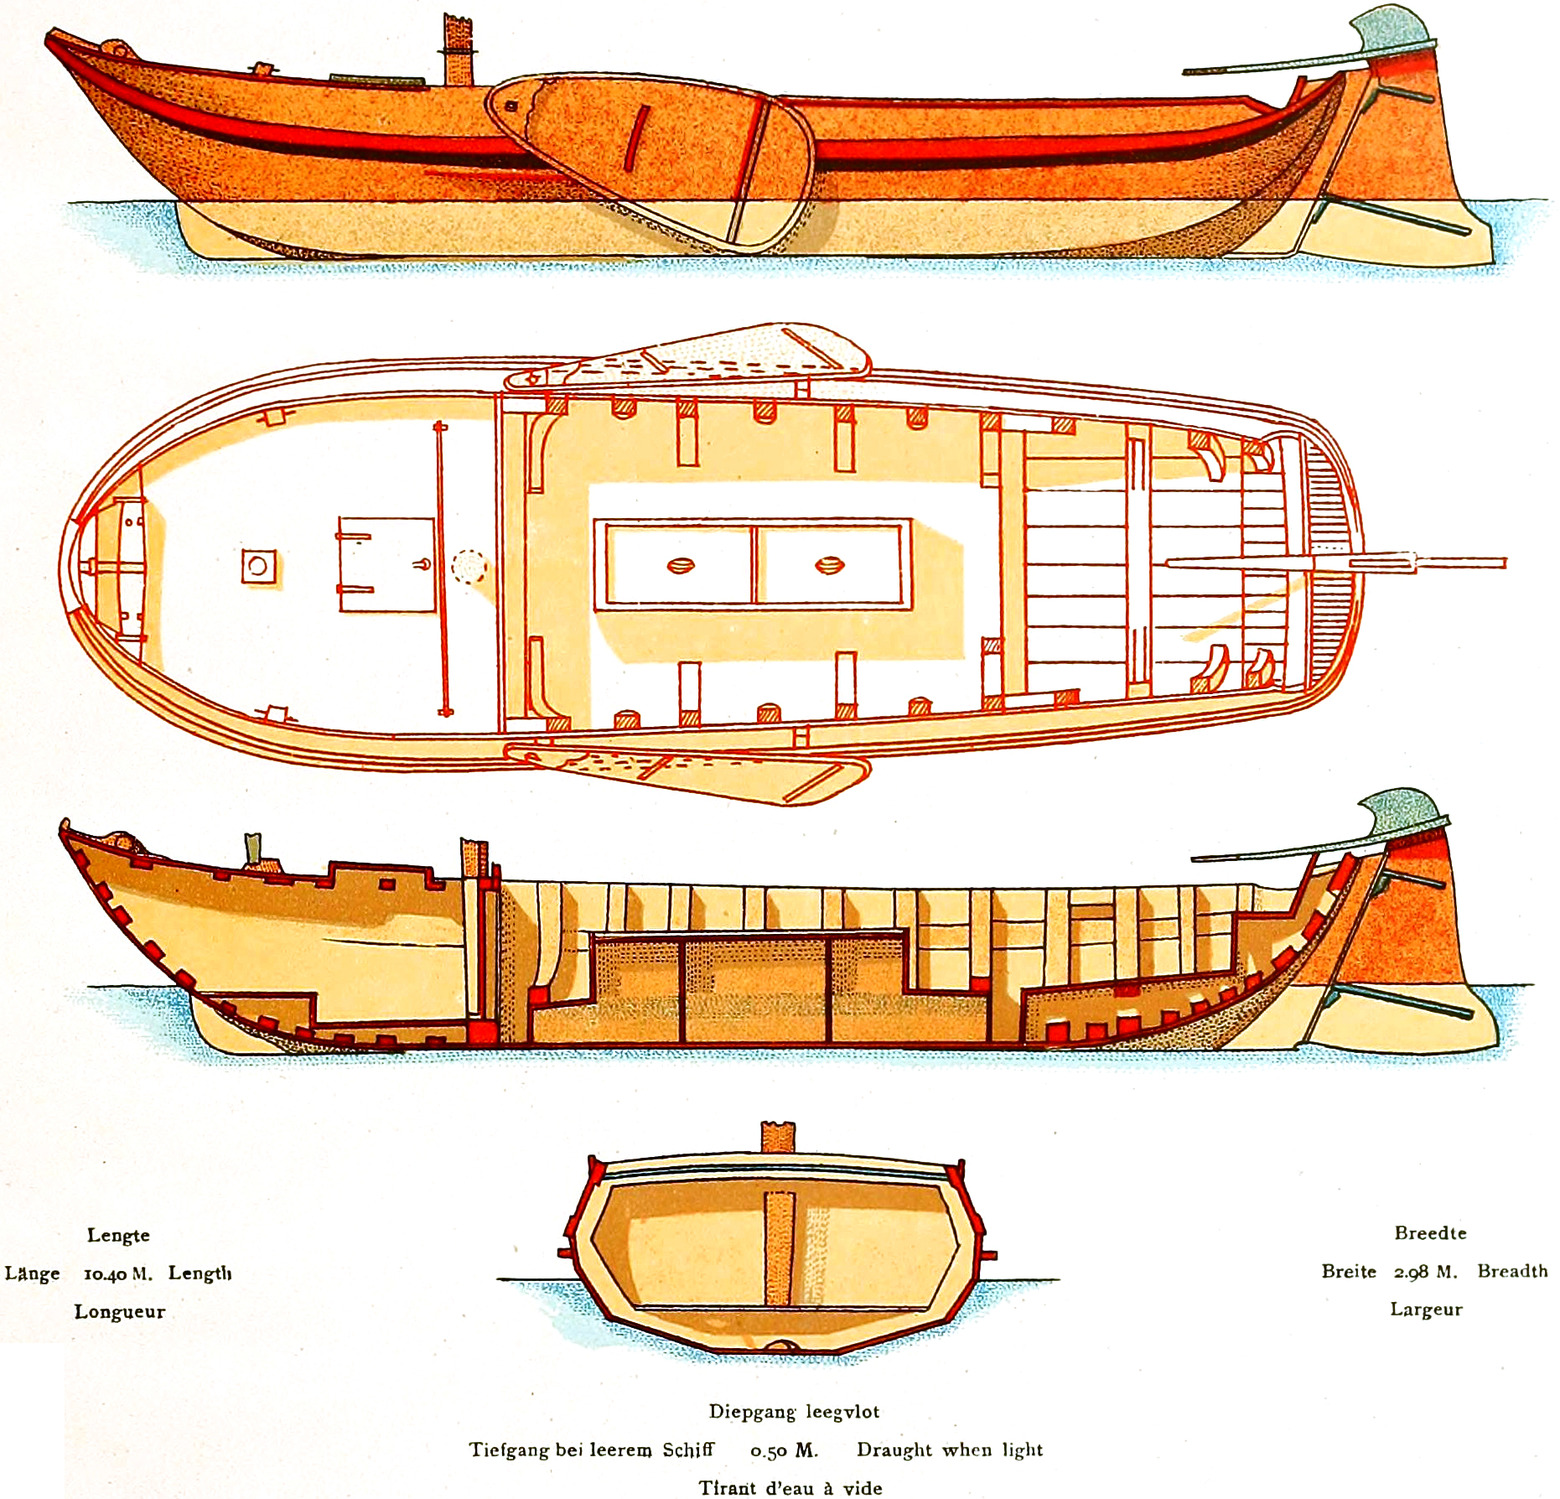 Lengte
Länge 10.40 M. Length
Longueur
Breedte
Breite 2.98 M. Breadth
Largeur
Diepgang leegvlot
Tiefgang bei leerem Schiff 0.50 M. Draught when light
Tirant d'eau à vide